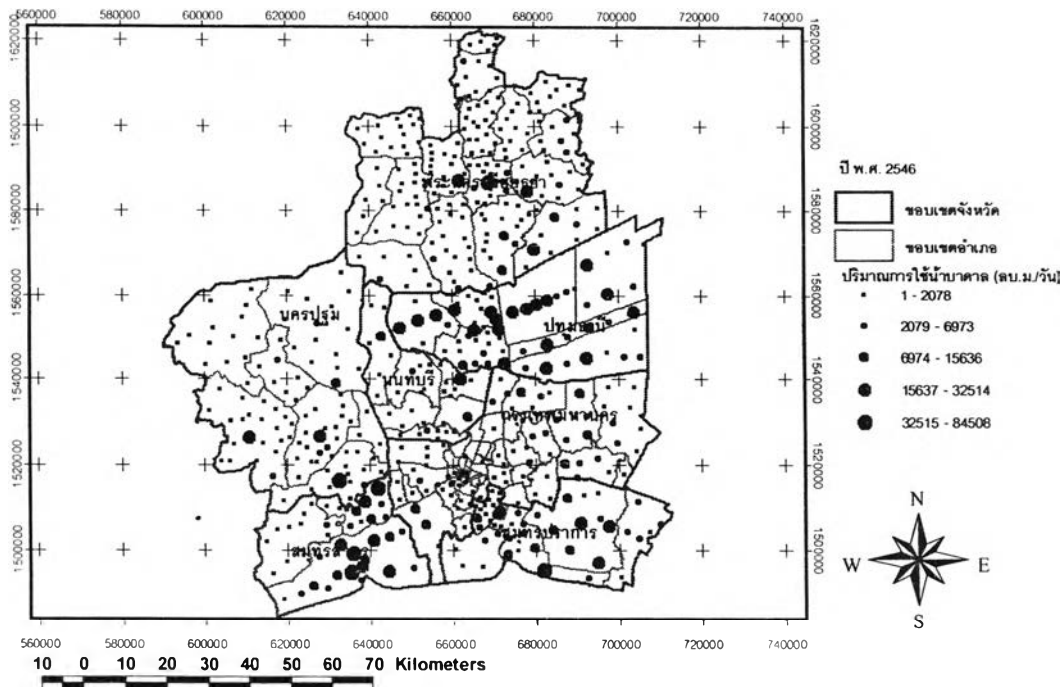 560000 580000 600000 620000 640000 660000 680000 700000 720000 740000
1620000 1620000
1600000 1600000
1580000 1580000
1560000 1560000
1540000 1540000
1520000 1520000
1500000 1500000
นครปฐม
ปทุมธานี
นนทบุรี
กรุงเทพมหานคร
สมุทรปราการ
560000 580000 600000 620000 640000 660000 680000 700000 720000 740000
10 0 10 20 30 40 50 60 70 Kilometers
ปี พ.ศ. 2546
ขอบเขตจังหวัด
ขอบเขตอำเภอ
ปริมาณการใช้น้ำบาดาล (ลบ.ม./วัน)
1 - 2078
2079 - 6973
6974 - 15636
15637 - 32514
32515 - 84508
N
W E
S